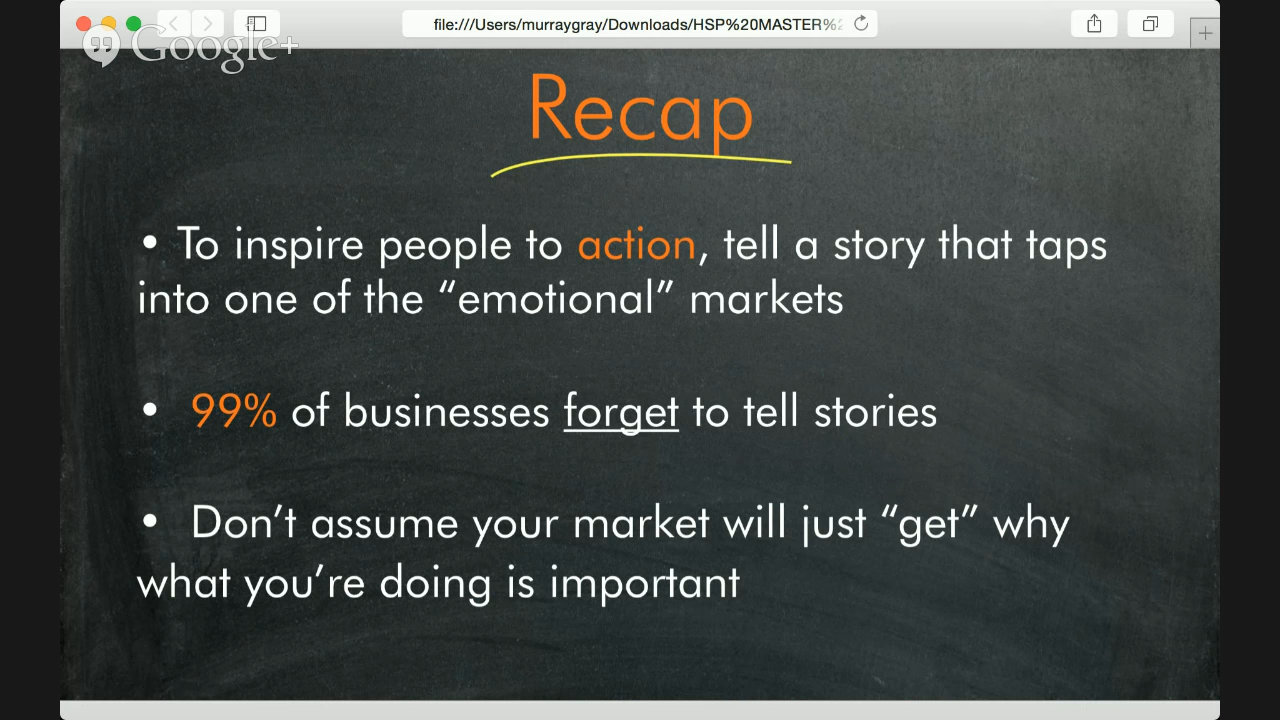 file:///Users/murraygray/Downloads/HSP%20MASTER%2
Google+
Recap
• To inspire people to action, tell a story that taps
into one of the “emotional” markets
• 99% of businesses forget to tell stories
• Don’t assume your market will just “get” why
what you’re doing is important